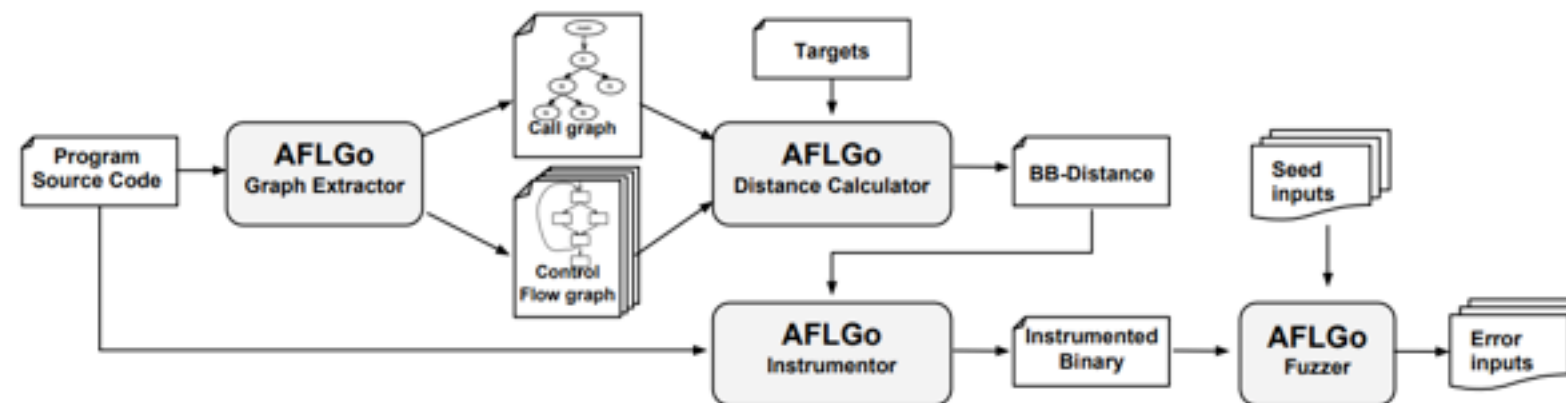 Targets
Call graph
Program
Source Code
AFLGo
Graph Extractor
AFLGo
Distance Calculator
BB-Distance
Seed
inputs
Control
Flow graph
AFLGo
Instrumentor
Instrumented
Binary
AFLGo
Fuzzer
Error
inputs